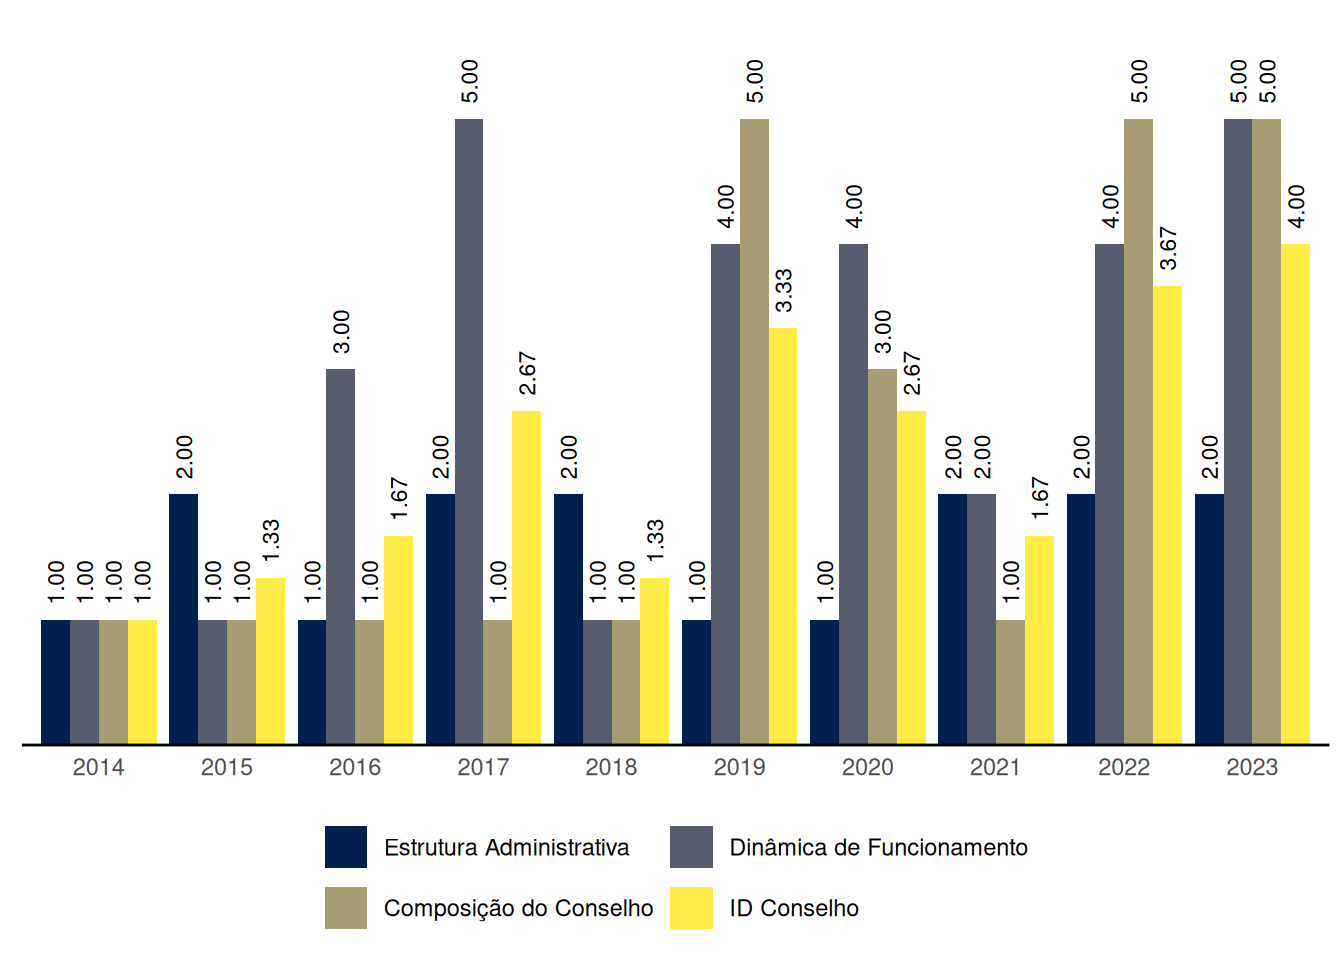 1.00 1.00 1.00 1.00
2.00 1.00 1.00 1.33
1.00 3.00 1.00 1.67
2.00 5.00 1.00 2.67
2.00 1.00 1.00 1.33
1.00 4.00 5.00 3.33
1.00 4.00 3.00 2.67
2.00 2.00 1.00 1.67
2.00 4.00 5.00 3.67
2.00 5.00 5.00 4.00
2014 2015 2016 2017 2018 2019 2020 2021 2022 2023
Estrutura Administrativa Dinâmica de Funcionamento
Composição do Conselho ID Conselho